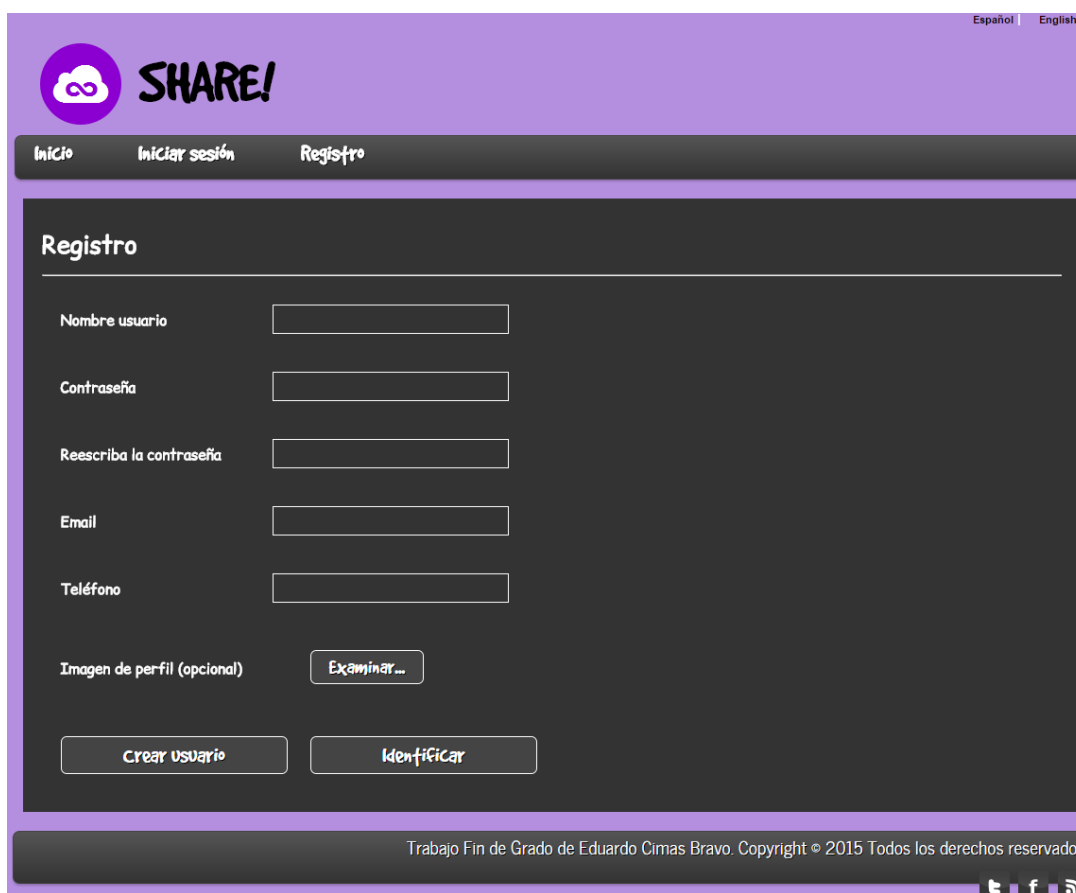 Español English
SHARE!
Inicio Iniciar sesión Registro
Registro
Nombre usuario
Contraseña
Reescriba la contraseña
Email
Teléfono
Imagen de perfil (opcional) Examinar...
Crear usuario Identificar
Trabajo Fin de Grado de Eduardo Cimas Bravo. Copyright © 2015 Todos los derechos reservado